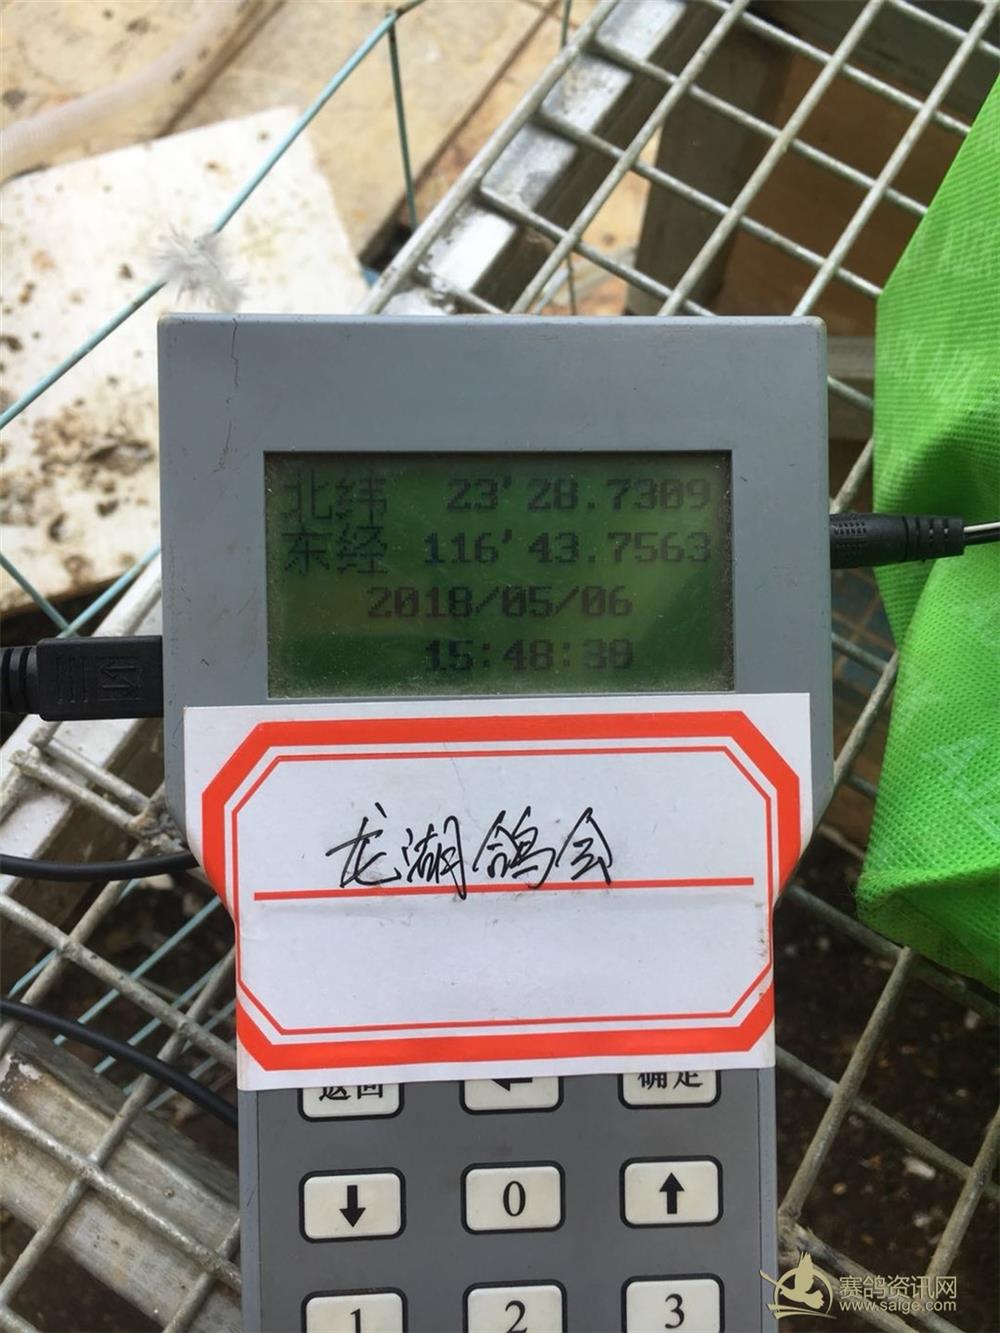 北纬 23'28.7309
东经 116'43.7563
2018/05/06
15:48:39
龙湖鸽会
返回 ← 确定
↓ 0 ↑
1 2 3
赛鸽资讯网
www.saige.com